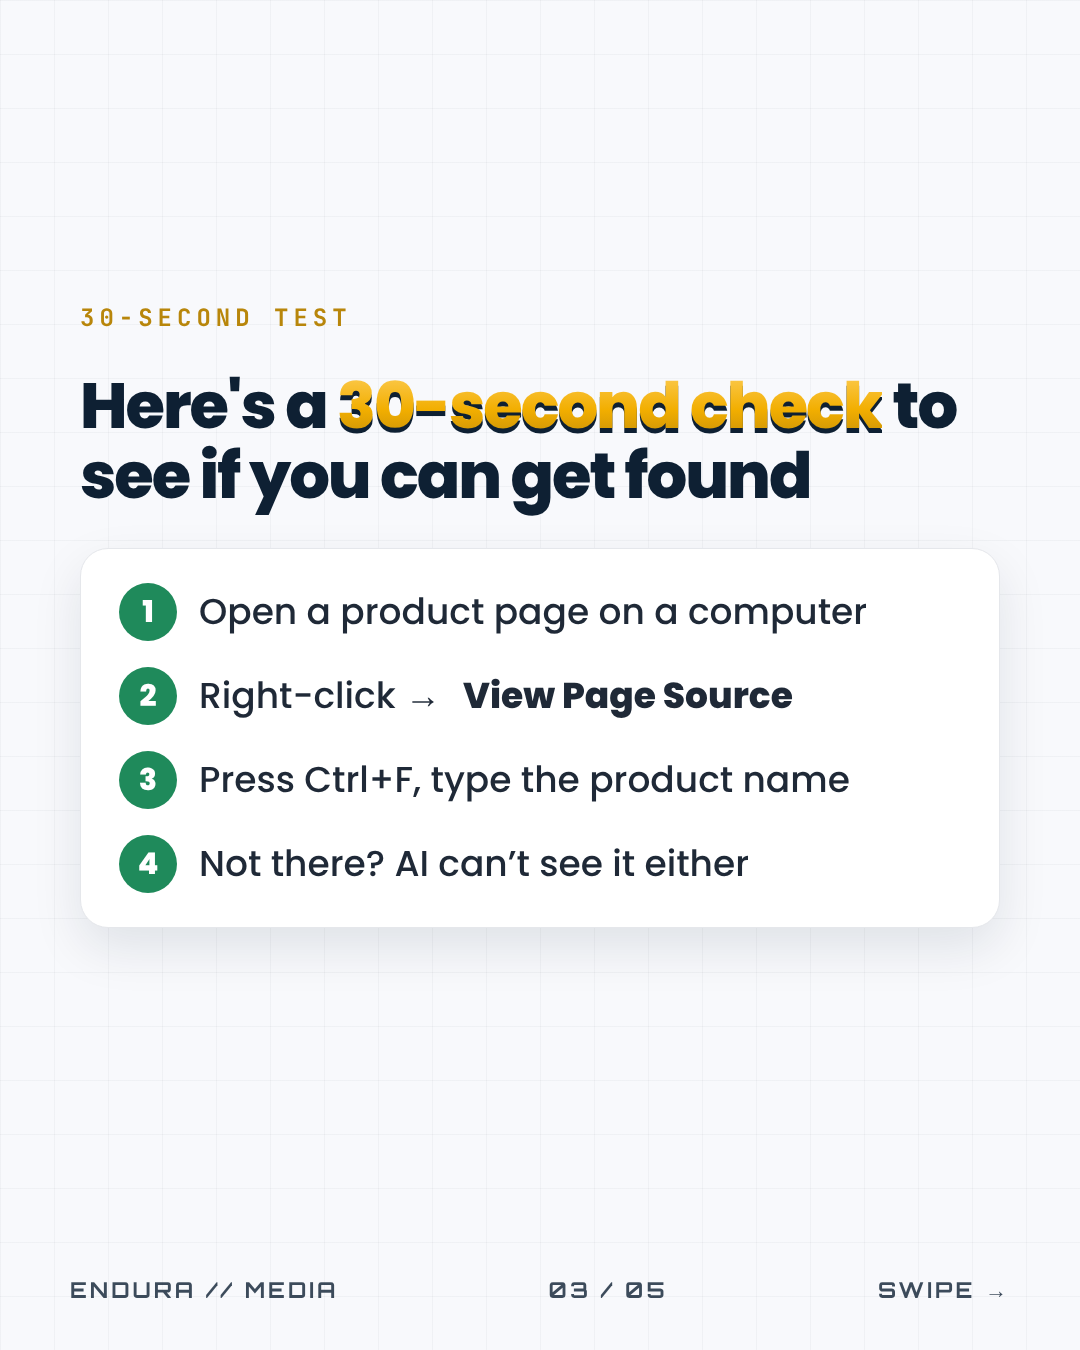 30-SECOND TEST
Here's a 30-second check to
see if you can get found
1 Open a product page on a computer
2 Right-click → View Page Source
3 Press Ctrl+F, type the product name
4 Not there? AI can’t see it either
ENDURA // MEDIA 03 / 05 SWIPE →